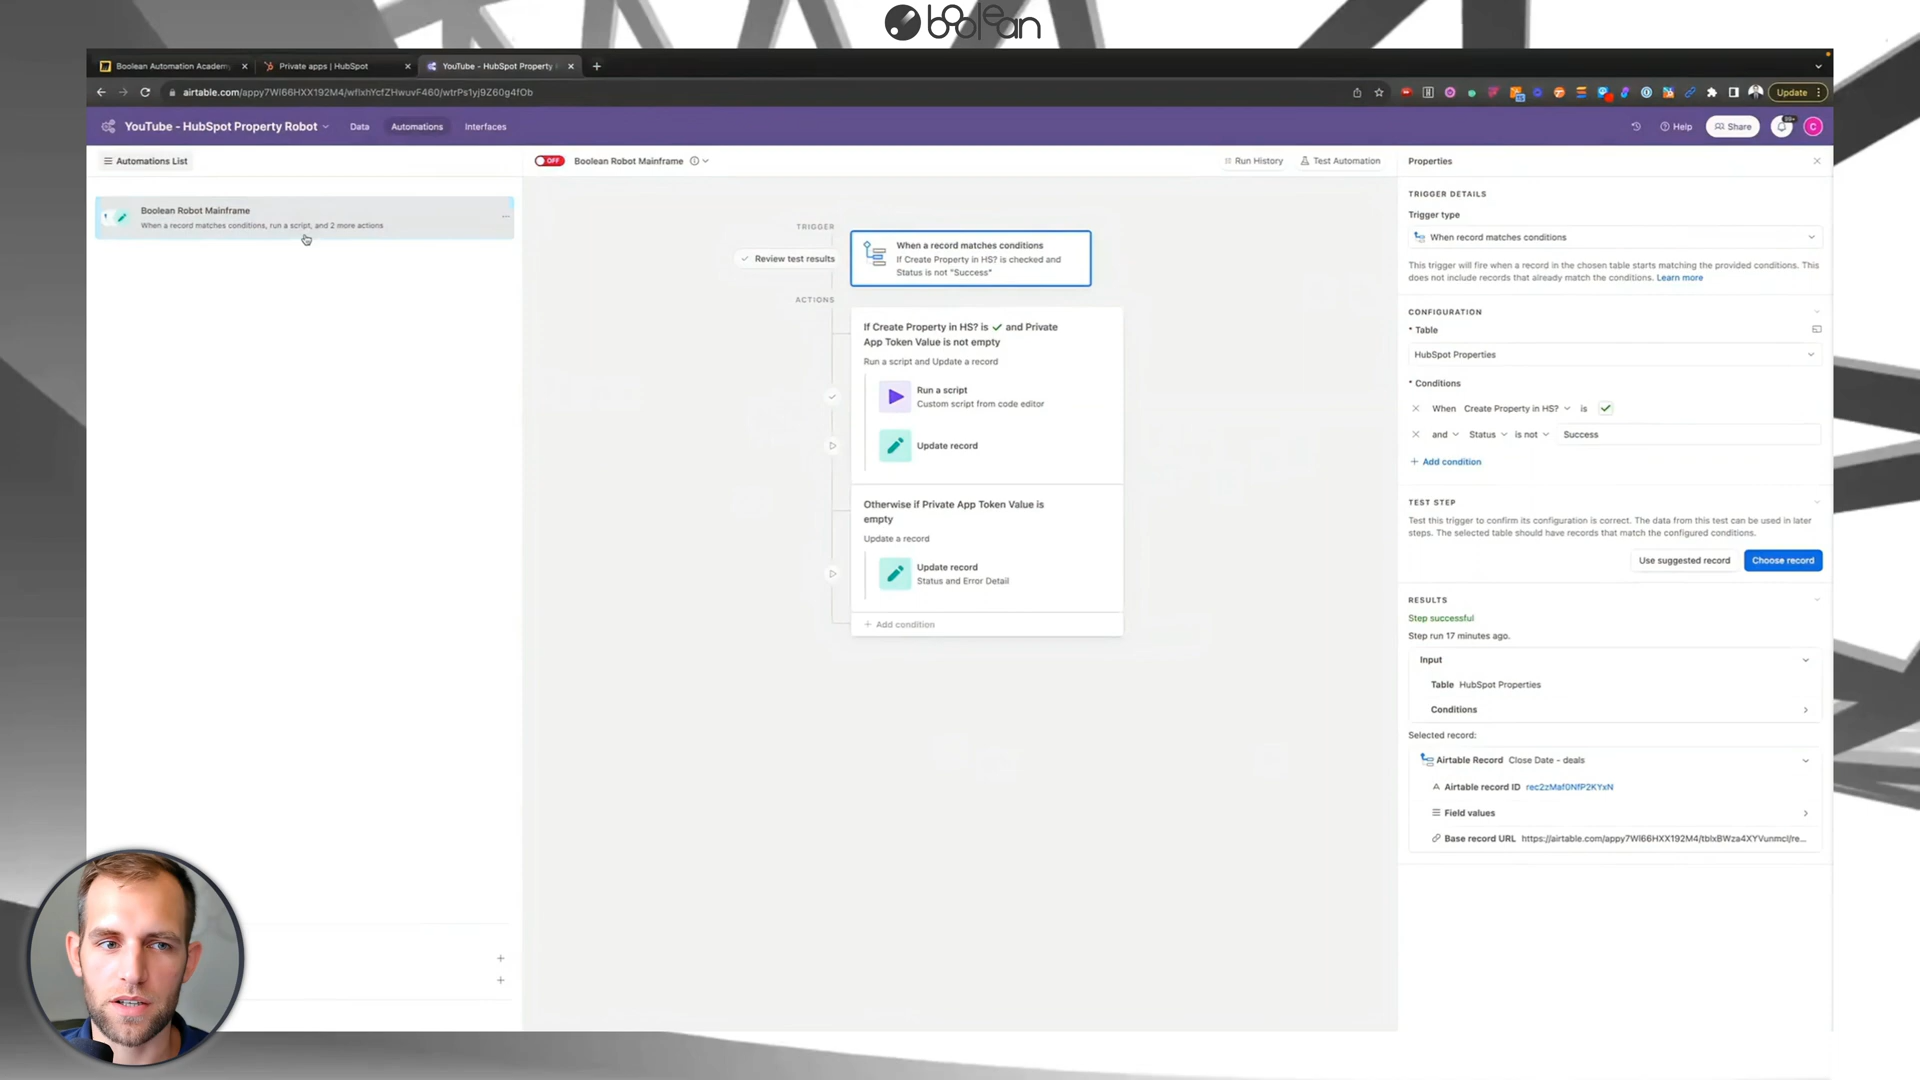 boolean
Boolean Automation Academy
Private apps | HubSpot
YouTube - HubSpot Property
airtable.com/appy7Wl66HXX192M4/wflxhYcfZHwuvF460/wtrPs1yj9Z60g4fOb
Update
YouTube - HubSpot Property Robot
Data
Automations
Interfaces
Help
Share
Automations List
OFF
Boolean Robot Mainframe
Run History
Test Automation
Properties
Boolean Robot Mainframe
When a record matches conditions, run a script, and 2 more actions
TRIGGER
Review test results
When a record matches conditions
If Create Property in HS? is checked and
Status is not "Success"
ACTIONS
If Create Property in HS? is ✓ and Private
App Token Value is not empty
Run a script and Update a record
Run a script
Custom script from code editor
Update record
Otherwise if Private App Token Value is
empty
Update a record
Update record
Status and Error Detail
+ Add condition
TRIGGER DETAILS
Trigger type
When record matches conditions
This trigger will fire when a record in the chosen table starts matching the provided conditions. This
does not include records that already match the conditions. Learn more
CONFIGURATION
* Table
HubSpot Properties
* Conditions
When Create Property in HS? is
and Status is not Success
+ Add condition
TEST STEP
Test this trigger to confirm its configuration is correct. The data from this test can be used in later
steps. The selected table should have records that match the configured conditions.
Use suggested record
Choose record
RESULTS
Step successful
Step run 17 minutes ago.
Input
Table HubSpot Properties
Conditions
Selected record:
Airtable Record Close Date - deals
Airtable record ID rec2zMaf0NfP2KYxN
Field values
Base record URL https://airtable.com/appy7Wl66HXX192M4/tblxBWza4XYVunmcl/re...